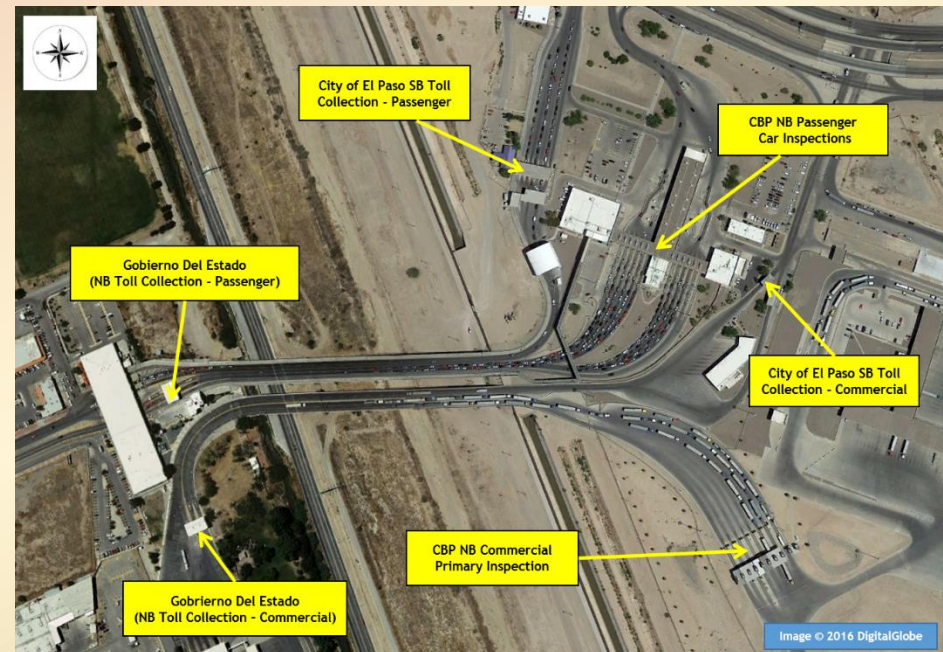 City of El Paso SB Toll
Collection - Passenger
CBP NB Passenger
Car Inspections
Gobierno Del Estado
(NB Toll Collection - Passenger)
City of El Paso SB Toll
Collection - Commercial
CBP NB Commercial
Primary Inspection
Gobrierno Del Estado
(NB Toll Collection - Commercial)
Image © 2016 DigitalGlobe